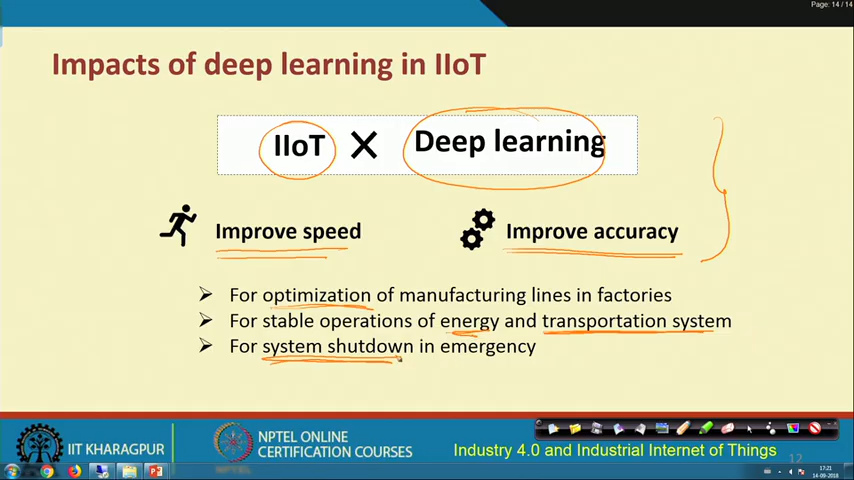 Page: 14 / 14
Impacts of deep learning in IIoT
IIoT X Deep learning
Improve speed
Improve accuracy
For optimization of manufacturing lines in factories
For stable operations of energy and transportation system
For system shutdown in emergency
IIT KHARAGPUR
NPTEL ONLINE
CERTIFICATION COURSES
NPTEL
Industry 4.0 and Industrial Internet of Things
12
17:21
14-09-2018